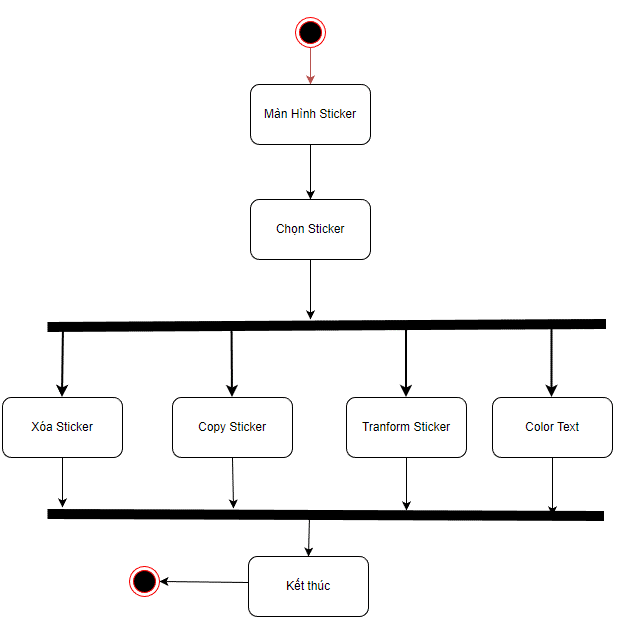 Màn Hình Sticker
Chọn Sticker
Xóa Sticker
Copy Sticker
Tranform Sticker
Color Text
Kết thúc